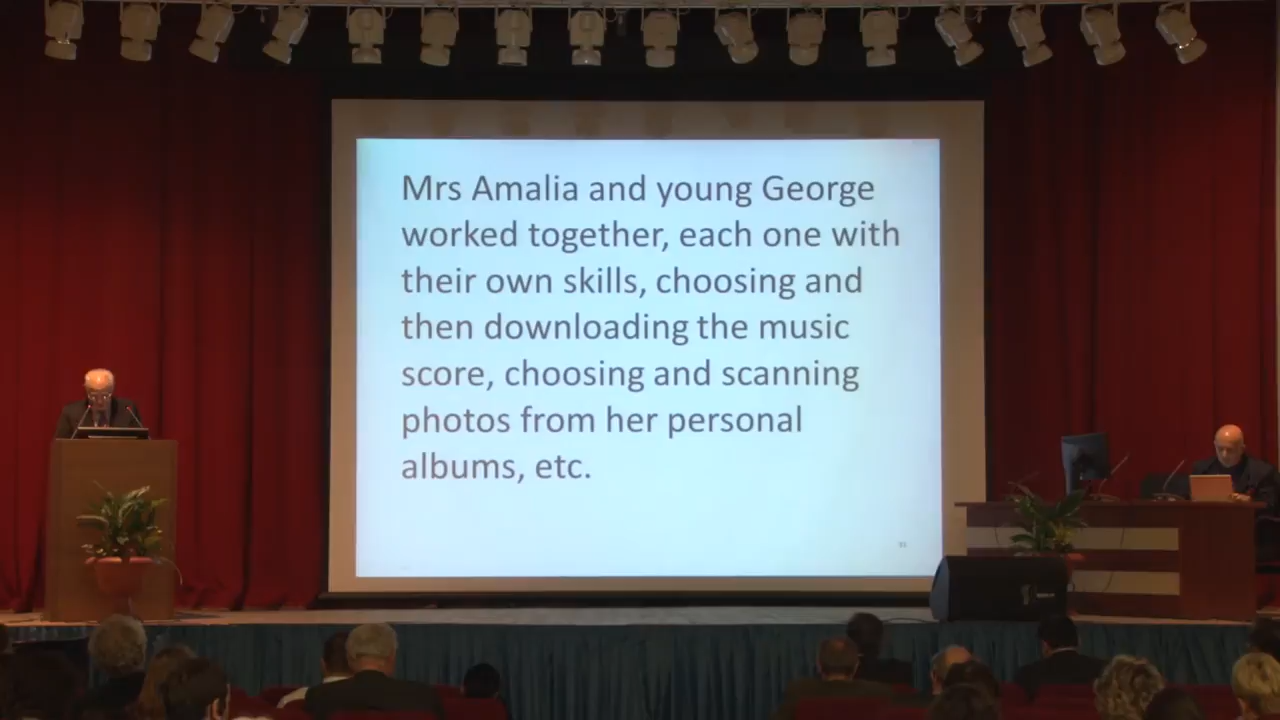 Mrs Amalia and young George
worked together, each one with
their own skills, choosing and
then downloading the music
score, choosing and scanning
photos from her personal
albums, etc.